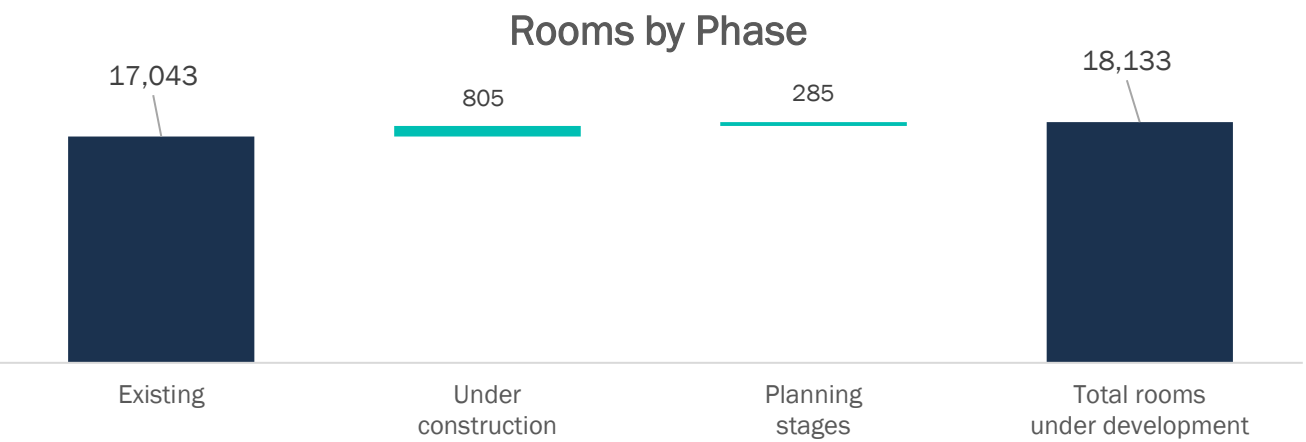 Rooms by Phase
17,043
805
285
18,133
Existing
Under
construction
Planning
stages
Total rooms
under development